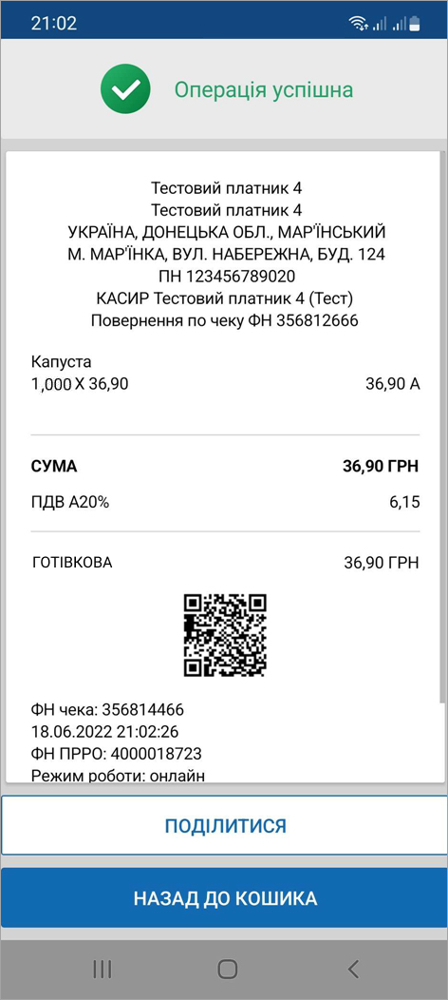 21:02
Операція успішна
Тестовий платник 4
Тестовий платник 4
УКРАЇНА, ДОНЕЦЬКА ОБЛ., МАР'ЇНСЬКИЙ
М. МАР'ЇНКА, ВУЛ. НАБЕРЕЖНА, БУД. 124
ПН 123456789020
КАСИР Тестовий платник 4 (Тест)
Повернення по чеку ФН 356812666
Капуста
1,000 X 36,90 36,90 А
СУМА 36,90 ГРН
ПДВ А20% 6,15
ГОТІВКОВА 36,90 ГРН
ФН чека: 356814466
18.06.2022 21:02:26
ФН ПРРО: 4000018723
Режим роботи: онлайн
ПОДІЛИТИСЯ
НАЗАД ДО КОШИКА